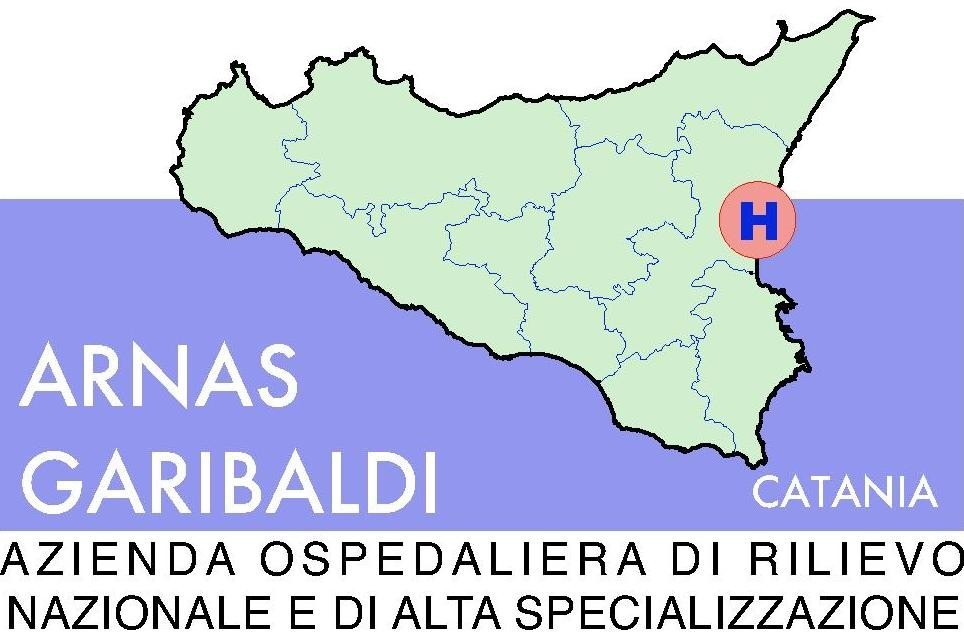 H
ARNAS
GARIBALDI
CATANIA
AZIENDA OSPEDALIERA DI RILIEVO
NAZIONALE E DI ALTA SPECIALIZZAZIONE